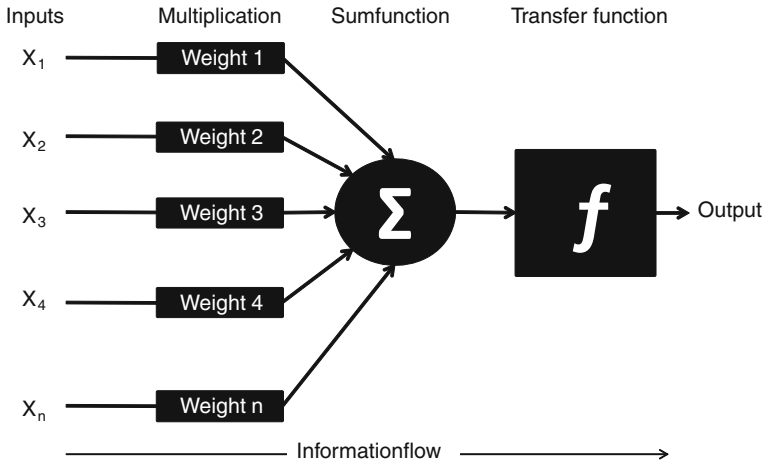 Inputs Multiplication Sumfunction Transfer function
X₁ Weight 1
X₂ Weight 2
X₃ Weight 3 Σ f Output
X₄ Weight 4
Xₙ Weight n
Informationflow